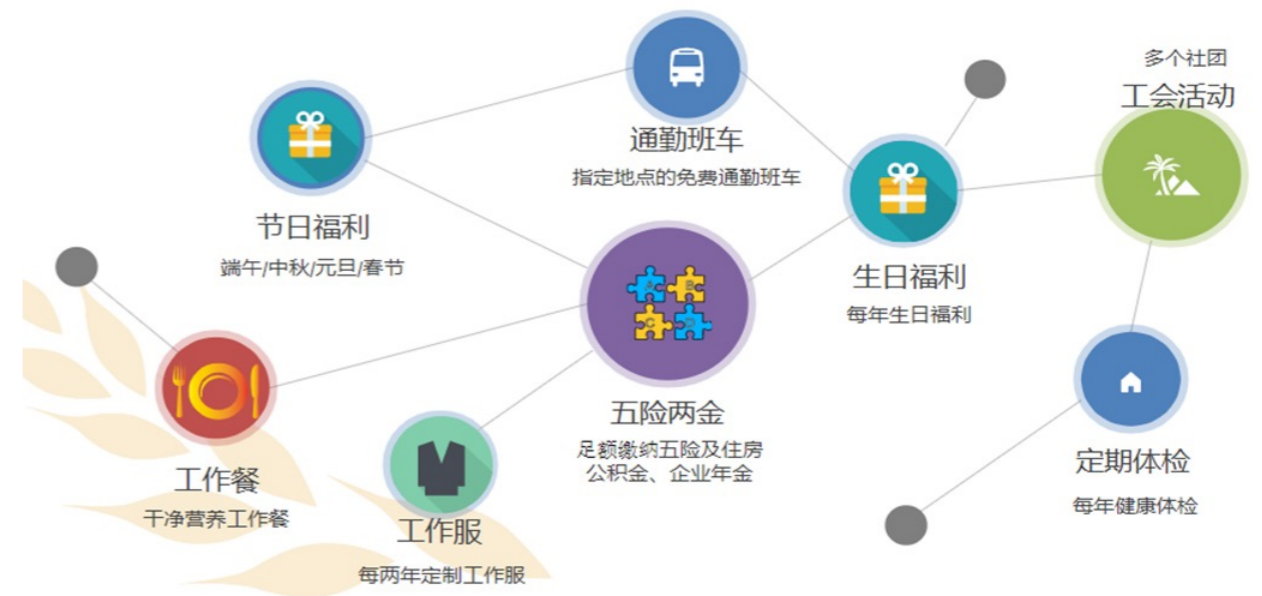 多个社团
工会活动
通勤班车
指定地点的免费通勤班车
节日福利
端午/中秋/元旦/春节
生日福利
每年生日福利
A
B
C
D
五险两金
足额缴纳五险及住房
公积金、企业年金
定期体检
每年健康体检
工作餐
干净营养工作餐
工作服
每两年定制工作服